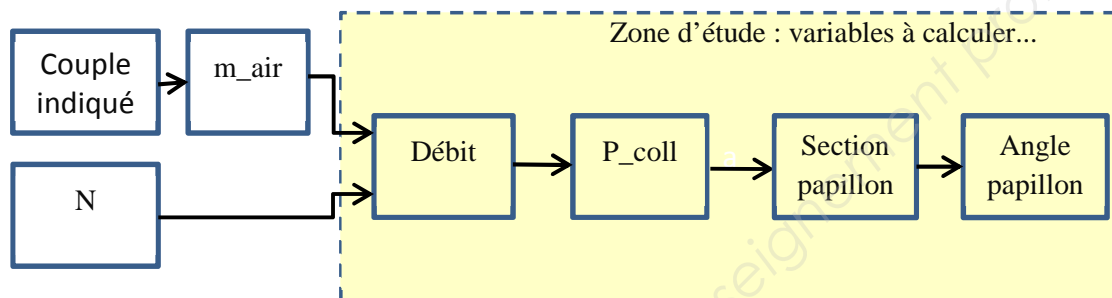 Zone d'étude : variables à calculer...
Couple
indiqué
m_air
Débit
P_coll
Section
papillon
Angle
papillon
N